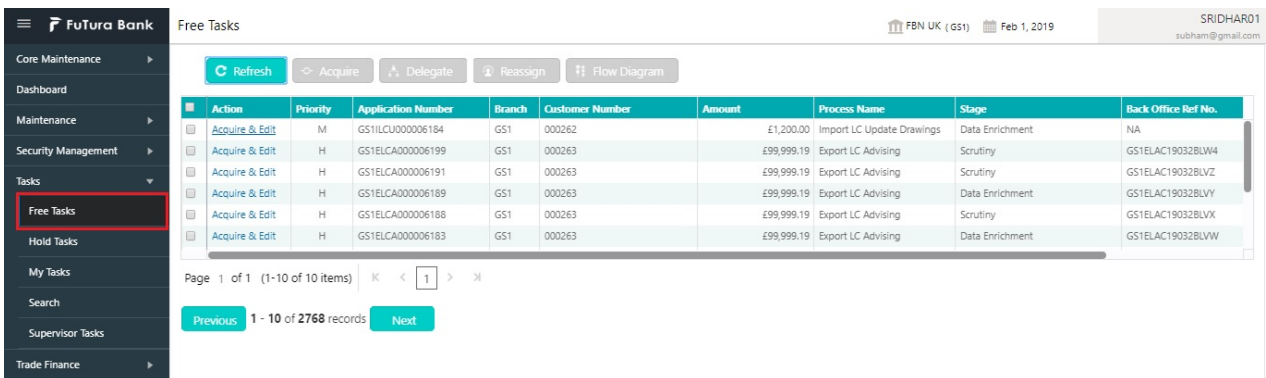 FuTura Bank
Free Tasks
FBN UK ( GS1)
Feb 1, 2019
SRIDHAR01
subham@gmail.com
Core Maintenance
Dashboard
Maintenance
Security Management
Tasks
Free Tasks
Hold Tasks
My Tasks
Search
Supervisor Tasks
Trade Finance
Refresh Acquire Delegate Reassign Flow Diagram
Action Priority Application Number Branch Customer Number Amount Process Name Stage Back Office Ref No.
Acquire & Edit M GS1ILCU000006184 GS1 000262 £1,200.00 Import LC Update Drawings Data Enrichment NA
Acquire & Edit H GS1ELCA000006199 GS1 000263 £99,999.19 Export LC Advising Scrutiny GS1ELAC19032BLW4
Acquire & Edit H GS1ELCA000006191 GS1 000263 £99,999.19 Export LC Advising Scrutiny GS1ELAC19032BLVZ
Acquire & Edit H GS1ELCA000006189 GS1 000263 £99,999.19 Export LC Advising Data Enrichment GS1ELAC19032BLVY
Acquire & Edit H GS1ELCA000006188 GS1 000263 £99,999.19 Export LC Advising Scrutiny GS1ELAC19032BLVX
Acquire & Edit H GS1ELCA000006183 GS1 000263 £99,999.19 Export LC Advising Data Enrichment GS1ELAC19032BLVW
Page 1 of 1 (1-10 of 10 items) 1
Previous 1 - 10 of 2768 records Next